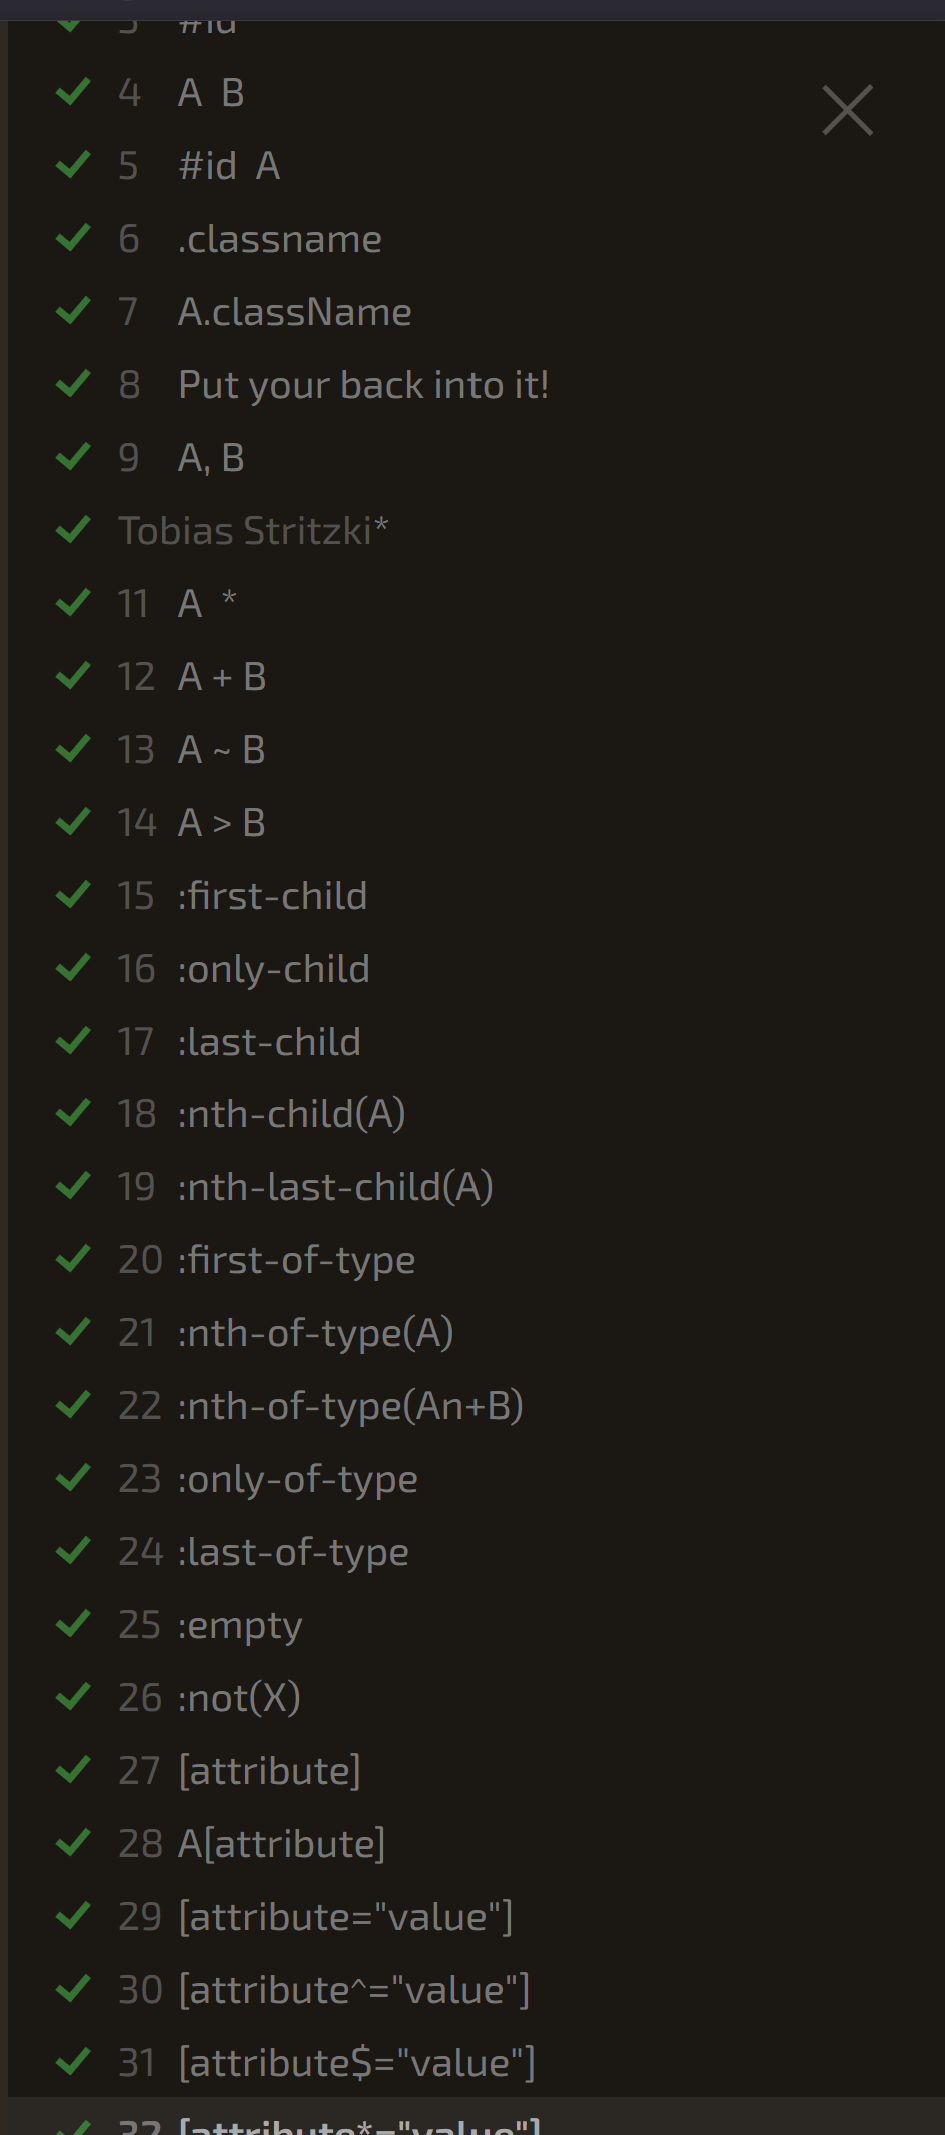 3 #id
4 A B
5 #id A
6 .classname
7 A.className
8 Put your back into it!
9 A, B
Tobias Stritzki*
11 A *
12 A + B
13 A ~ B
14 A > B
15 :first-child
16 :only-child
17 :last-child
18 :nth-child(A)
19 :nth-last-child(A)
20 :first-of-type
21 :nth-of-type(A)
22 :nth-of-type(An+B)
23 :only-of-type
24 :last-of-type
25 :empty
26 :not(X)
27 [attribute]
28 A[attribute]
29 [attribute="value"]
30 [attribute^="value"]
31 [attribute$="value"]
32 [attribute*="value"]